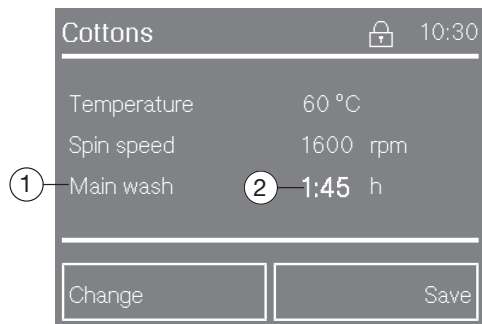 Cottons 10:30
Temperature 60 °C
Spin speed 1600 rpm
1 Main wash 2 1:45 h
Change Save